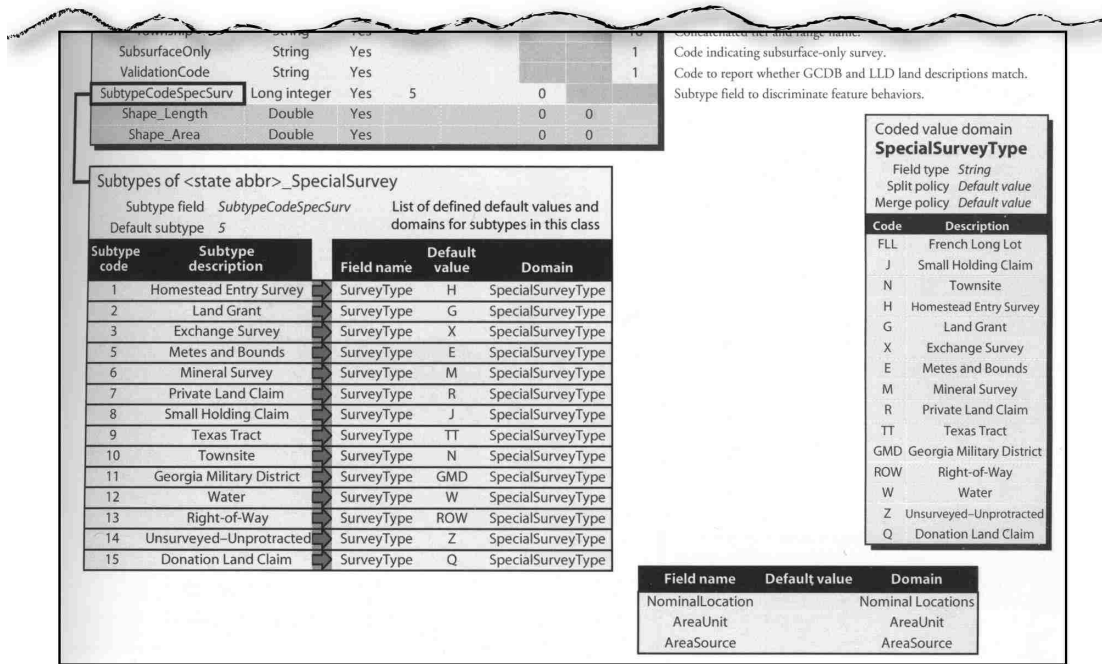 Township String Yes 10 Concatenated tier and range name.
SubsurfaceOnly String Yes 1 Code indicating subsurface-only survey.
ValidationCode String Yes 1 Code to report whether GCDB and LLD land descriptions match.
SubtypeCodeSpecSurv Long integer Yes 5 0 Subtype field to discriminate feature behaviors.
Shape_Length Double Yes 0 0
Shape_Area Double Yes 0 0
Subtypes of <state abbr>_SpecialSurvey
Subtype field SubtypeCodeSpecSurv
Default subtype 5
List of defined default values and
domains for subtypes in this class
Subtype code Subtype description Field name Default value Domain
1 Homestead Entry Survey SurveyType H SpecialSurveyType
2 Land Grant SurveyType G SpecialSurveyType
3 Exchange Survey SurveyType X SpecialSurveyType
5 Metes and Bounds SurveyType E SpecialSurveyType
6 Mineral Survey SurveyType M SpecialSurveyType
7 Private Land Claim SurveyType R SpecialSurveyType
8 Small Holding Claim SurveyType J SpecialSurveyType
9 Texas Tract SurveyType TT SpecialSurveyType
10 Townsite SurveyType N SpecialSurveyType
11 Georgia Military District SurveyType GMD SpecialSurveyType
12 Water SurveyType W SpecialSurveyType
13 Right-of-Way SurveyType ROW SpecialSurveyType
14 Unsurveyed–Unprotracted SurveyType Z SpecialSurveyType
15 Donation Land Claim SurveyType Q SpecialSurveyType
Coded value domain
SpecialSurveyType
Field type String
Split policy Default value
Merge policy Default value
Code Description
FLL French Long Lot
J Small Holding Claim
N Townsite
H Homestead Entry Survey
G Land Grant
X Exchange Survey
E Metes and Bounds
M Mineral Survey
R Private Land Claim
TT Texas Tract
GMD Georgia Military District
ROW Right-of-Way
W Water
Z Unsurveyed–Unprotracted
Q Donation Land Claim
Field name Default value Domain
NominalLocation Nominal Locations
AreaUnit AreaUnit
AreaSource AreaSource